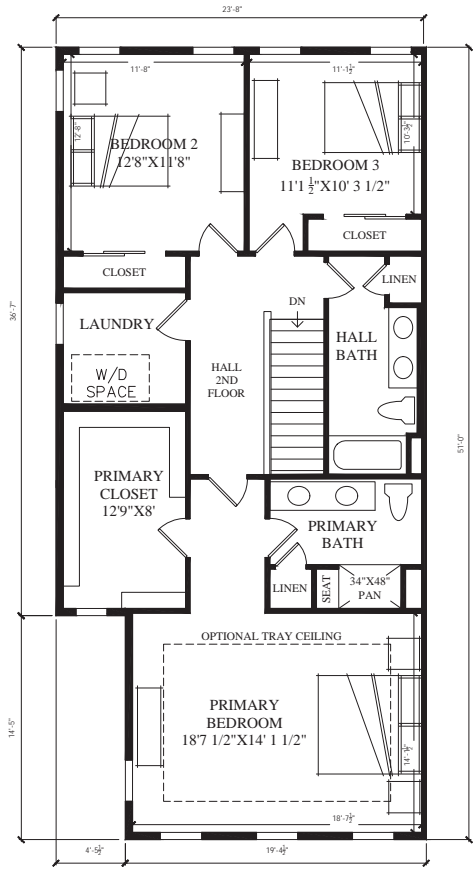 23'-8"
11'-8"
11'-1½"
12'-8"
10'-3½"
BEDROOM 2
12'8"X11'8"
BEDROOM 3
11'1 ½"X10' 3 1/2"
CLOSET
CLOSET
LINEN
LAUNDRY
W/D
SPACE
DN
HALL
BATH
HALL
2ND
FLOOR
36'-7"
51'-0"
PRIMARY
CLOSET
12'9"X8'
PRIMARY
BATH
LINEN
SEAT
34"X48"
PAN
OPTIONAL TRAY CEILING
PRIMARY
BEDROOM
18'7 1/2"X14' 1 1/2"
14'-1½"
14'-5"
18'-7½"
4'-5½"
19'-4½"